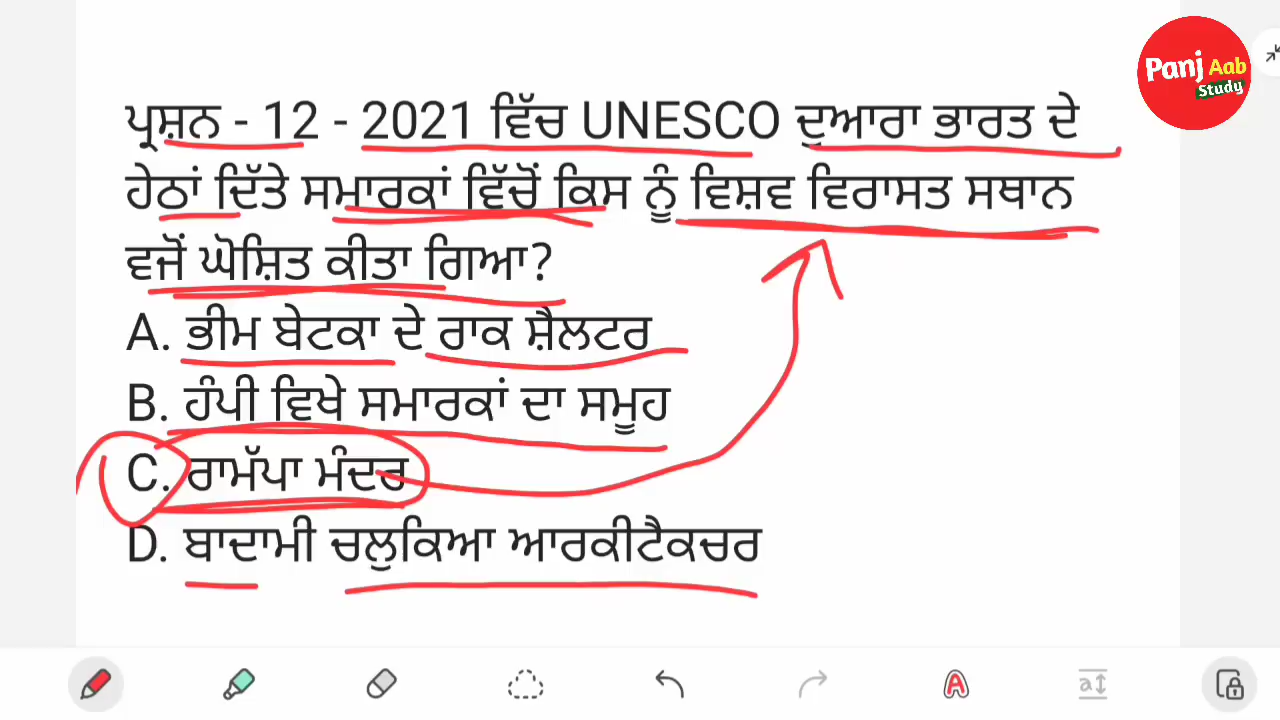 Panj Aab
Study
ਪ੍ਰਸ਼ਨ - 12 - 2021 ਵਿੱਚ UNESCO ਦੁਆਰਾ ਭਾਰਤ ਦੇ
ਹੇਠਾਂ ਦਿੱਤੇ ਸਮਾਰਕਾਂ ਵਿੱਚੋਂ ਕਿਸ ਨੂੰ ਵਿਸ਼ਵ ਵਿਰਾਸਤ ਸਥਾਨ
ਵਜੋਂ ਘੋਸ਼ਿਤ ਕੀਤਾ ਗਿਆ?
A. ਭੀਮ ਬੇਟਕਾ ਦੇ ਰਾਕ ਸ਼ੈਲਟਰ
B. ਹੰਪੀ ਵਿਖੇ ਸਮਾਰਕਾਂ ਦਾ ਸਮੂਹ
C. ਰਾਮੱਪਾ ਮੰਦਰ
D. ਬਾਦਾਮੀ ਚਲੁਕਿਆ ਆਰਕੀਟੈਕਚਰ
A a